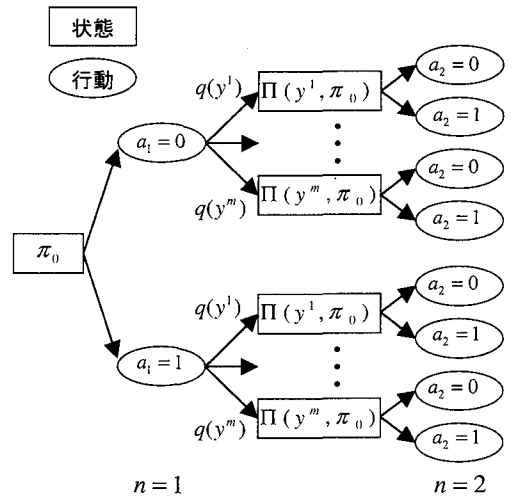 状態
行動
π₀
a₁ = 0
a₁ = 1
q(y¹)
q(yᵐ)
Π(y¹, π₀)
Π(yᵐ, π₀)
a₂ = 0
a₂ = 1
a₂ = 0
a₂ = 1
q(y¹)
q(yᵐ)
Π(y¹, π₀)
Π(yᵐ, π₀)
a₂ = 0
a₂ = 1
a₂ = 0
a₂ = 1
n = 1
n = 2